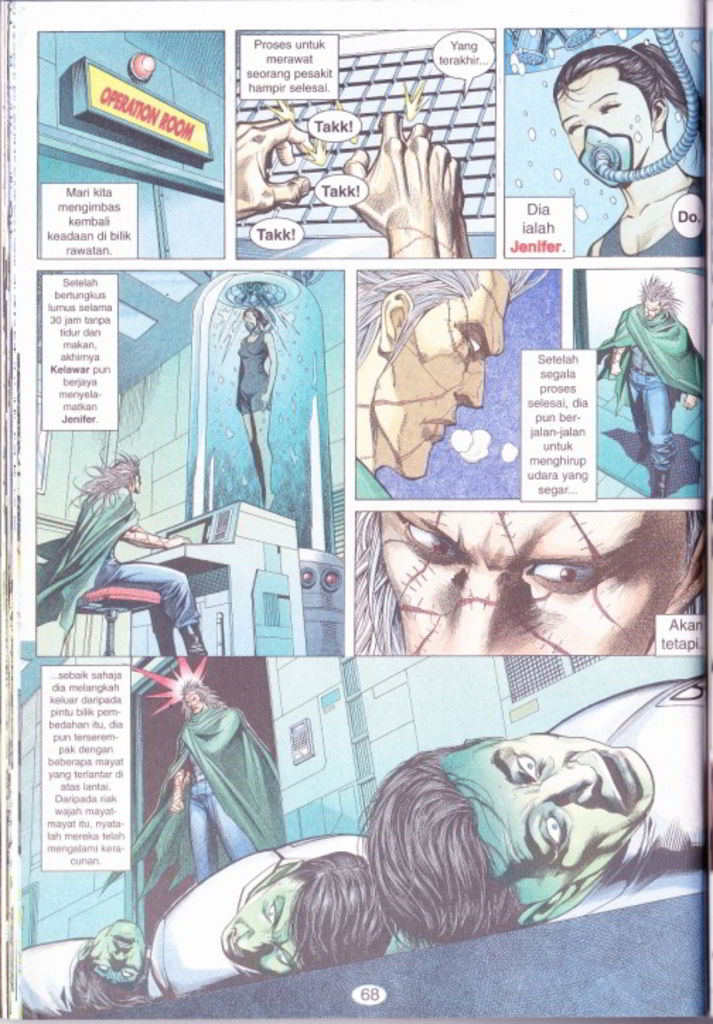 OPERATION ROOM
Mari kita
mengimbas
kembali
keadaan di bilik
rawatan.
Proses untuk
merawat
seorang pesakit
hampir selesai.
Yang
terakhir...
Takk!
Takk!
Takk!
Dia
ialah
Jenifer.
Do.
Setelah
bertungkus
lumus selama
30 jam tanpa
tidur dan
makan,
akhirnya
Kelawar pun
berjaya
menyela-
matkan
Jenifer.
Setelah
segala
proses
selesai, dia
pun ber-
jalan-jalan
untuk
menghirup
udara yang
segar...
Akan
tetapi.
...sebaik sahaja
dia melangkah
keluar daripada
pintu bilik pem-
bedahan itu, dia
pun terserem-
pak dengan
beberapa mayat
yang terlantar di
atas lantai.
Daripada riak
wajah mayat-
mayat itu, nyata-
lah mereka telah
mengalami kera-
cunan.
68